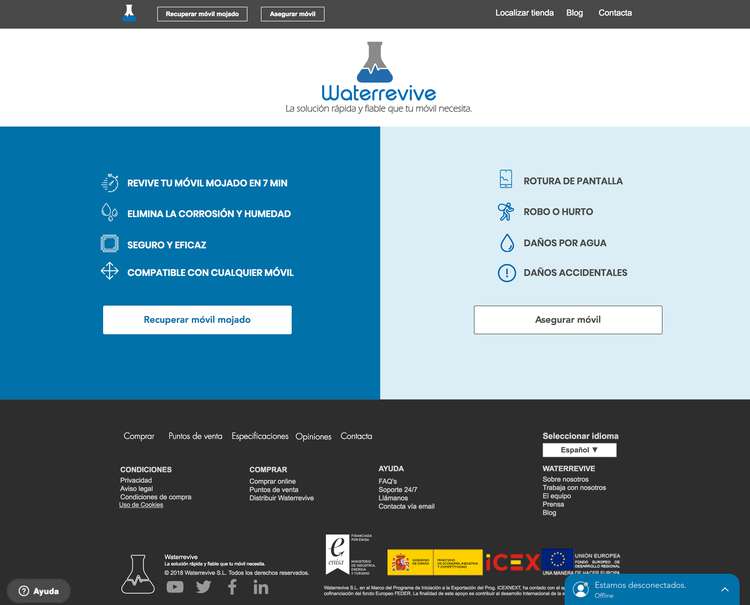 Recuperar móvil mojado
Asegurar móvil
Localizar tienda
Blog
Contacta
Waterrevive
La solución rápida y fiable que tu móvil necesita.
REVIVE TU MÓVIL MOJADO EN 7 MIN
ELIMINA LA CORROSIÓN Y HUMEDAD
SEGURO Y EFICAZ
COMPATIBLE CON CUALQUIER MÓVIL
Recuperar móvil mojado
ROTURA DE PANTALLA
ROBO O HURTO
DAÑOS POR AGUA
DAÑOS ACCIDENTALES
Asegurar móvil
Comprar
Puntos de venta
Especificaciones
Opiniones
Contacta
Seleccionar idioma
Español ▼
CONDICIONES
Privacidad
Aviso legal
Condiciones de compra
Uso de Cookies
COMPRAR
Comprar online
Puntos de venta
Distribuir Waterrevive
AYUDA
FAQ's
Soporte 24/7
Llámanos
Contacta via email
WATERREVIVE
Sobre nosotros
Trabaja con nosotros
El equipo
Prensa
Blog
Waterrevive
La solución rápida y fiable que tu móvil necesita.
© 2018 Waterrevive S.L. Todos los derechos reservados.
e
enisa
FINANCIADA
POR ENISA
MINISTERIO
DE INDUSTRIA,
ENERGÍA
Y TURISMO
GOBIERNO
DE ESPAÑA
MINISTERIO
icex
UNIÓN EUROPEA
FONDO EUROPEO DE
DESARROLLO REGIONAL
UNA MANERA DE HACER EUROPA
Waterrevive S.L. en el Marco del Programa de Iniciación a la Exportación del Prog. ICEXNEXT, ha contado con el
cofinanciación del fondo Europeo FEDER. La finalidad de este apoyo es contribuir al desarrollo Internacional de la
Ayuda
Estamos desconectados.
Offline